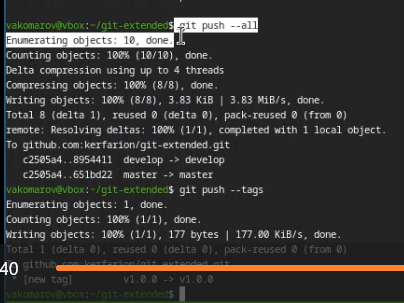 vakomarov@vbox:~/git-extended$ git push --all
Enumerating objects: 10, done.
Counting objects: 100% (10/10), done.
Delta compression using up to 4 threads
Compressing objects: 100% (8/8), done.
Writing objects: 100% (8/8), 3.83 KiB | 3.83 MiB/s, done.
Total 8 (delta 1), reused 0 (delta 0), pack-reused 0 (from 0)
remote: Resolving deltas: 100% (1/1), completed with 1 local object.
To github.com:kerfarion/git-extended.git
   c2505a4..8954411  develop -> develop
   c2505a4..651bd22  master -> master
vakomarov@vbox:~/git-extended$ git push --tags
Enumerating objects: 1, done.
Counting objects: 100% (1/1), done.
Writing objects: 100% (1/1), 177 bytes | 177.00 KiB/s, done.
Total 1 (delta 0), reused 0 (delta 0), pack-reused 0 (from 0)
40
github.com:kerfarion/git-extended.git
 * [new tag]         v1.0.0 -> v1.0.0
vakomarov@vbox:~/git-extended$